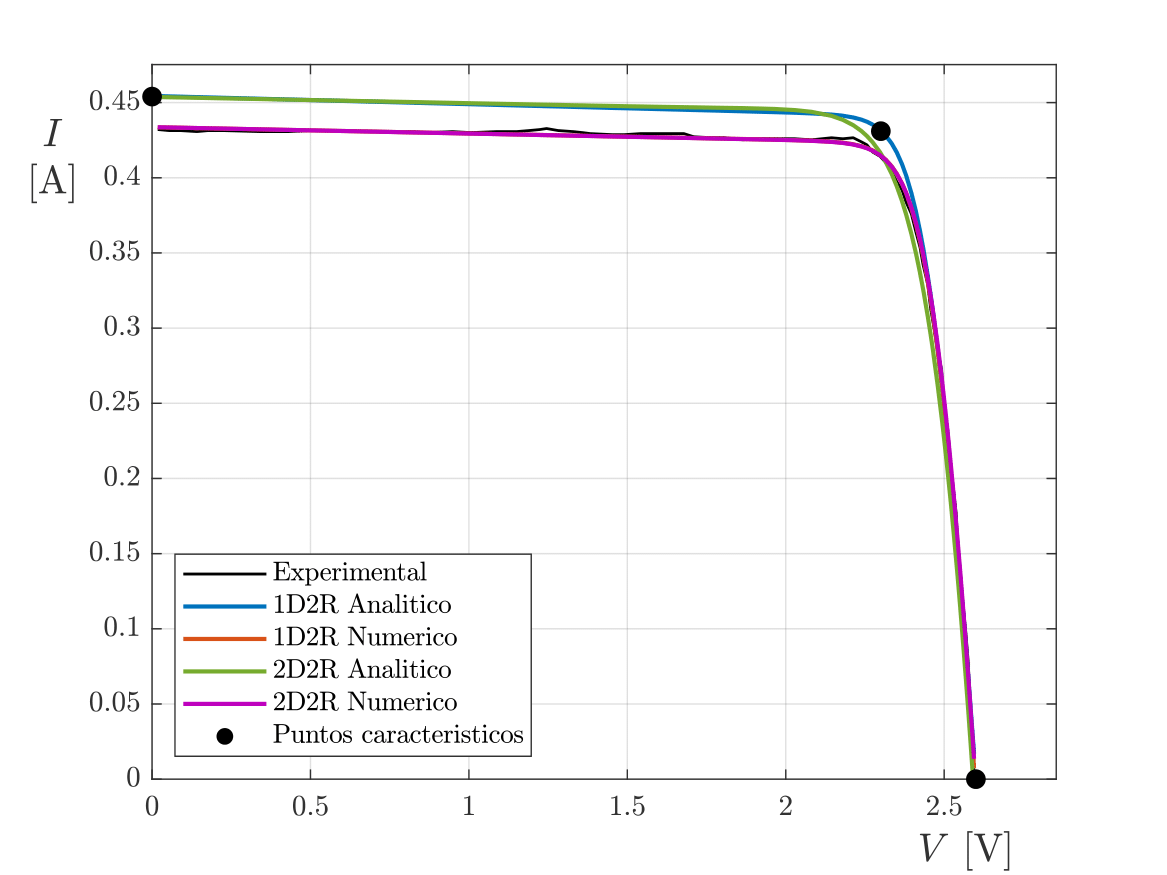 I
[A]
0.45
0.4
0.35
0.3
0.25
0.2
0.15
0.1
0.05
0
Experimental
1D2R Analitico
1D2R Numerico
2D2R Analitico
2D2R Numerico
Puntos caracteristicos
0 0.5 1 1.5 2 2.5
V [V]